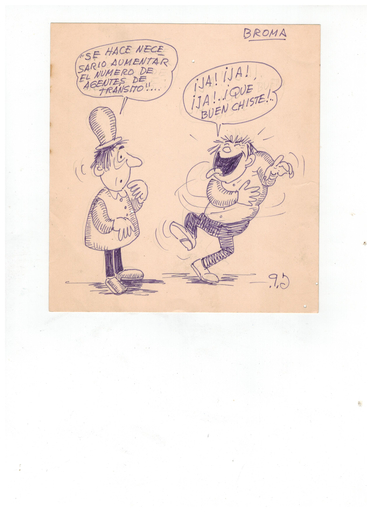 BROMA
"SE HACE NECE
SARIO AUMENTAR
EL NUMERO DE
AGENTES DE
TRANSITO!!...
¡JA! ¡JA!
¡JA!..¡QUE
BUEN CHISTE!.